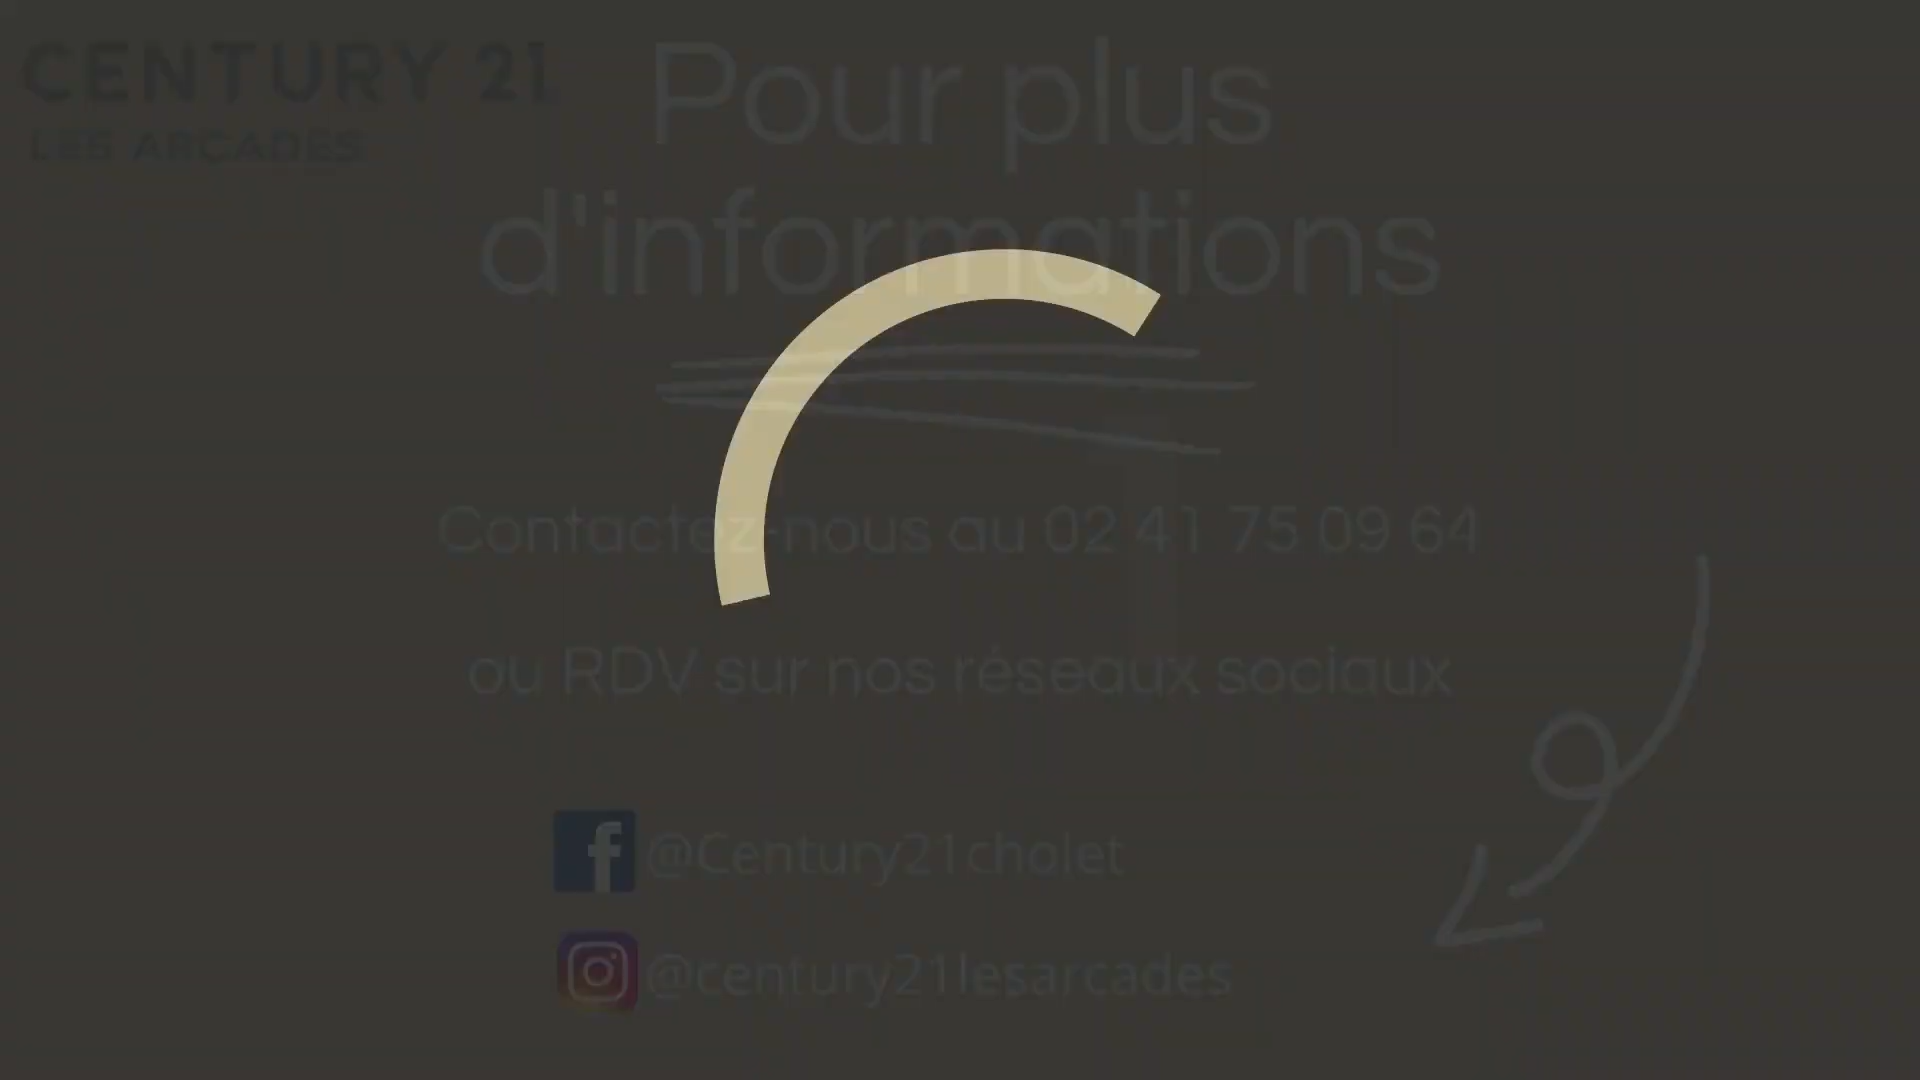 CENTURY 21
LES ARCADES
Pour plus
d'informations
Contactez-nous au 02 41 75 09 64
ou RDV sur nos réseaux sociaux
@Century21cholet
@century21lesarcades